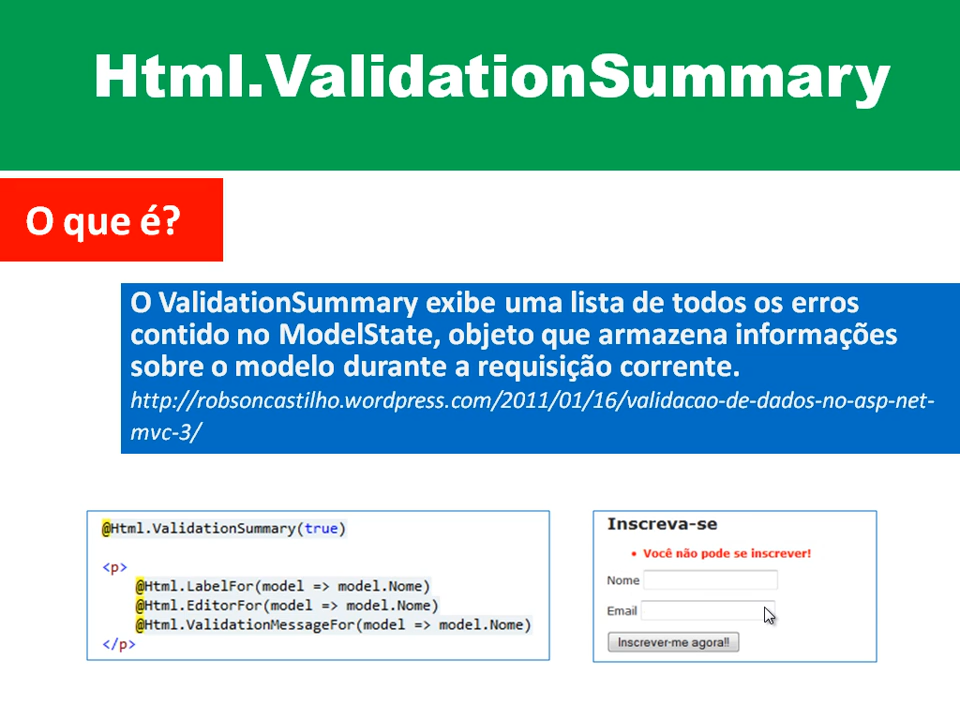 Html.ValidationSummary
O que é?
O ValidationSummary exibe uma lista de todos os erros
contido no ModelState, objeto que armazena informações
sobre o modelo durante a requisição corrente.
http://robsoncastilho.wordpress.com/2011/01/16/validacao-de-dados-no-asp-net-
mvc-3/
@Html.ValidationSummary(true)
<p>
@Html.LabelFor(model => model.Nome)
@Html.EditorFor(model => model.Nome)
@Html.ValidationMessageFor(model => model.Nome)
</p>
Inscreva-se
• Você não pode se inscrever!
Nome
Email
Inscrever-me agora!!